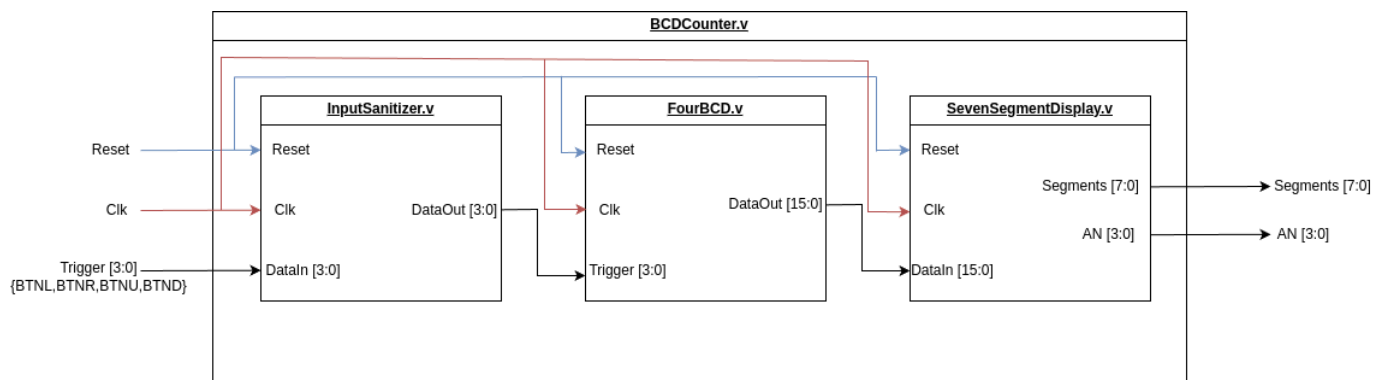 BCDCounter.v
InputSanitizer.v
FourBCD.v
SevenSegmentDisplay.v
Reset
Reset
Reset
Reset
Segments [7:0]
Segments [7:0]
Clk
Clk
DataOut [3:0]
Clk
DataOut [15:0]
Clk
AN [3:0]
AN [3:0]
Trigger [3:0]
{BTNL,BTNR,BTNU,BTND}
DataIn [3:0]
Trigger [3:0]
DataIn [15:0]